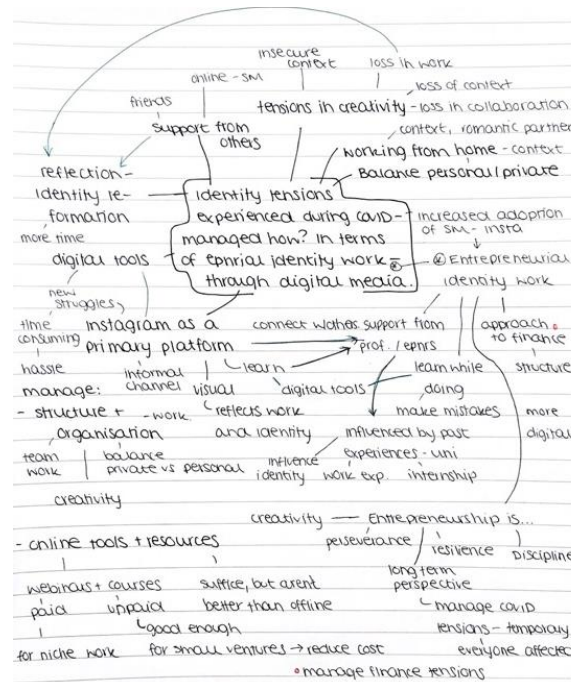 insecure
context
loss in work
online - SM
loss of context
friends
tensions in creativity - loss in collaboration
support from
others
context, romantic partner
working from home - context
Balance personal/private
reflection -
identity re-
formation
more time
Identity tensions
experienced during COVID -
managed how? In terms
of epnrial identity work -
through digital media.
increased adoption
of SM - insta
Entrepreneurial
identity work
digital tools
new
struggles,
time
consuming
hassle
Instagram as a
primary platform
informal
channel
visual
reflects work
and identity
learn
connect w/other
support from
prof. / epnrs
digital tools
learn while
doing
make mistakes
approach
to finance
structure
more
digital
manage:
- structure +
organisation
- work
team
work
balance
private vs personal
creativity
influenced by past
experiences - uni
influence
identity
work exp.
internship
creativity — Entrepreneurship is...
perseverance
resilience
Discipline
long term
perspective
manage covid
tensions - temporary
everyone affected
- online tools + resources
webinars + courses
paid
unpaid
good enough
for niche work
suffice, but arent
better than offline
for small ventures → reduce cost
• manage finance tensions